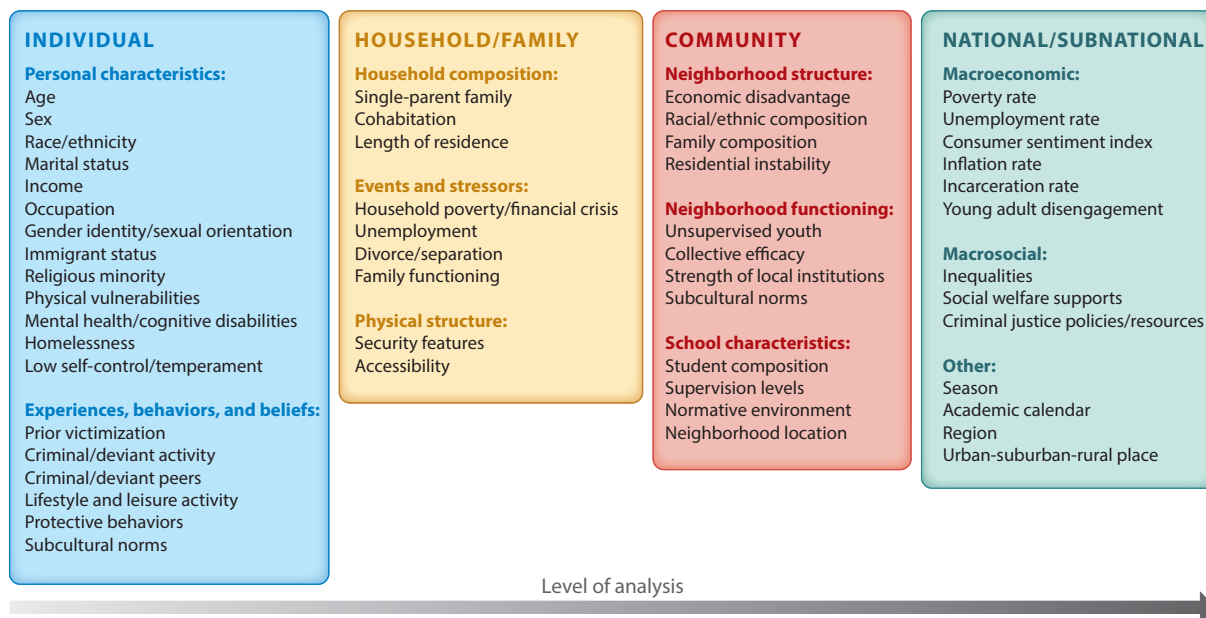 INDIVIDUAL
Personal characteristics:
Age
Sex
Race/ethnicity
Marital status
Income
Occupation
Gender identity/sexual orientation
Immigrant status
Religious minority
Physical vulnerabilities
Mental health/cognitive disabilities
Homelessness
Low self-control/temperament
Experiences, behaviors, and beliefs:
Prior victimization
Criminal/deviant activity
Criminal/deviant peers
Lifestyle and leisure activity
Protective behaviors
Subcultural norms
HOUSEHOLD/FAMILY
Household composition:
Single-parent family
Cohabitation
Length of residence
Events and stressors:
Household poverty/financial crisis
Unemployment
Divorce/separation
Family functioning
Physical structure:
Security features
Accessibility
COMMUNITY
Neighborhood structure:
Economic disadvantage
Racial/ethnic composition
Family composition
Residential instability
Neighborhood functioning:
Unsupervised youth
Collective efficacy
Strength of local institutions
Subcultural norms
School characteristics:
Student composition
Supervision levels
Normative environment
Neighborhood location
NATIONAL/SUBNATIONAL
Macroeconomic:
Poverty rate
Unemployment rate
Consumer sentiment index
Inflation rate
Incarceration rate
Young adult disengagement
Macrosocial:
Inequalities
Social welfare supports
Criminal justice policies/resources
Other:
Season
Academic calendar
Region
Urban-suburban-rural place
Level of analysis